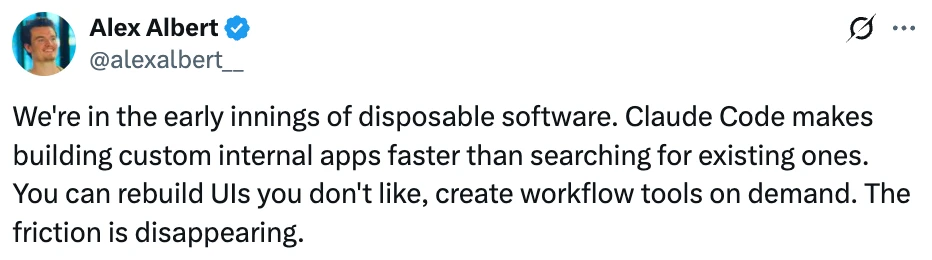 Alex Albert
@alexalbert__
We're in the early innings of disposable software. Claude Code makes
building custom internal apps faster than searching for existing ones.
You can rebuild UIs you don't like, create workflow tools on demand. The
friction is disappearing.